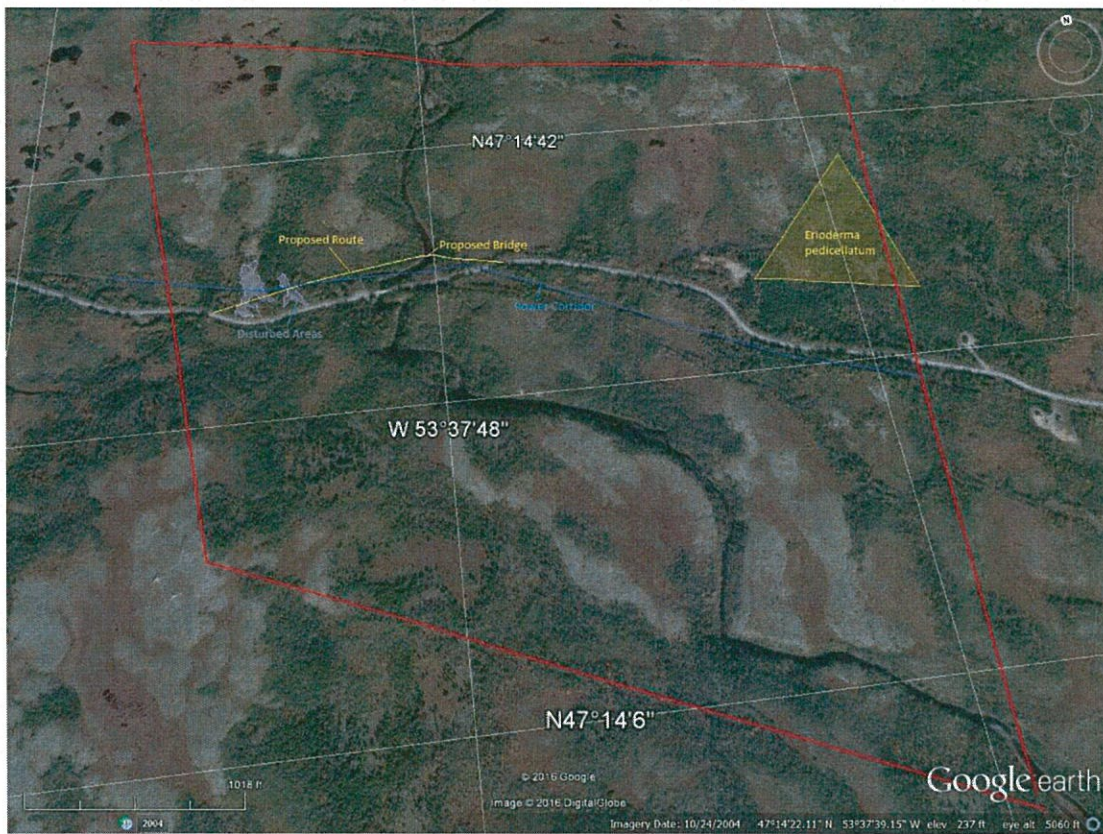 N
N47°14'42"
Erioderma
pedicellatum
Proposed Route
Proposed Bridge
Power Corridor
Disturbed Areas
W 53°37'48"
N47°14'6"
1018 ft
© 2016 Google
Image © 2016 DigitalGlobe
Google earth
2004
Imagery Date: 10/24/2004 47°14'22.11" N 53°37'39.15" W elev 237 ft eye alt 5060 ft